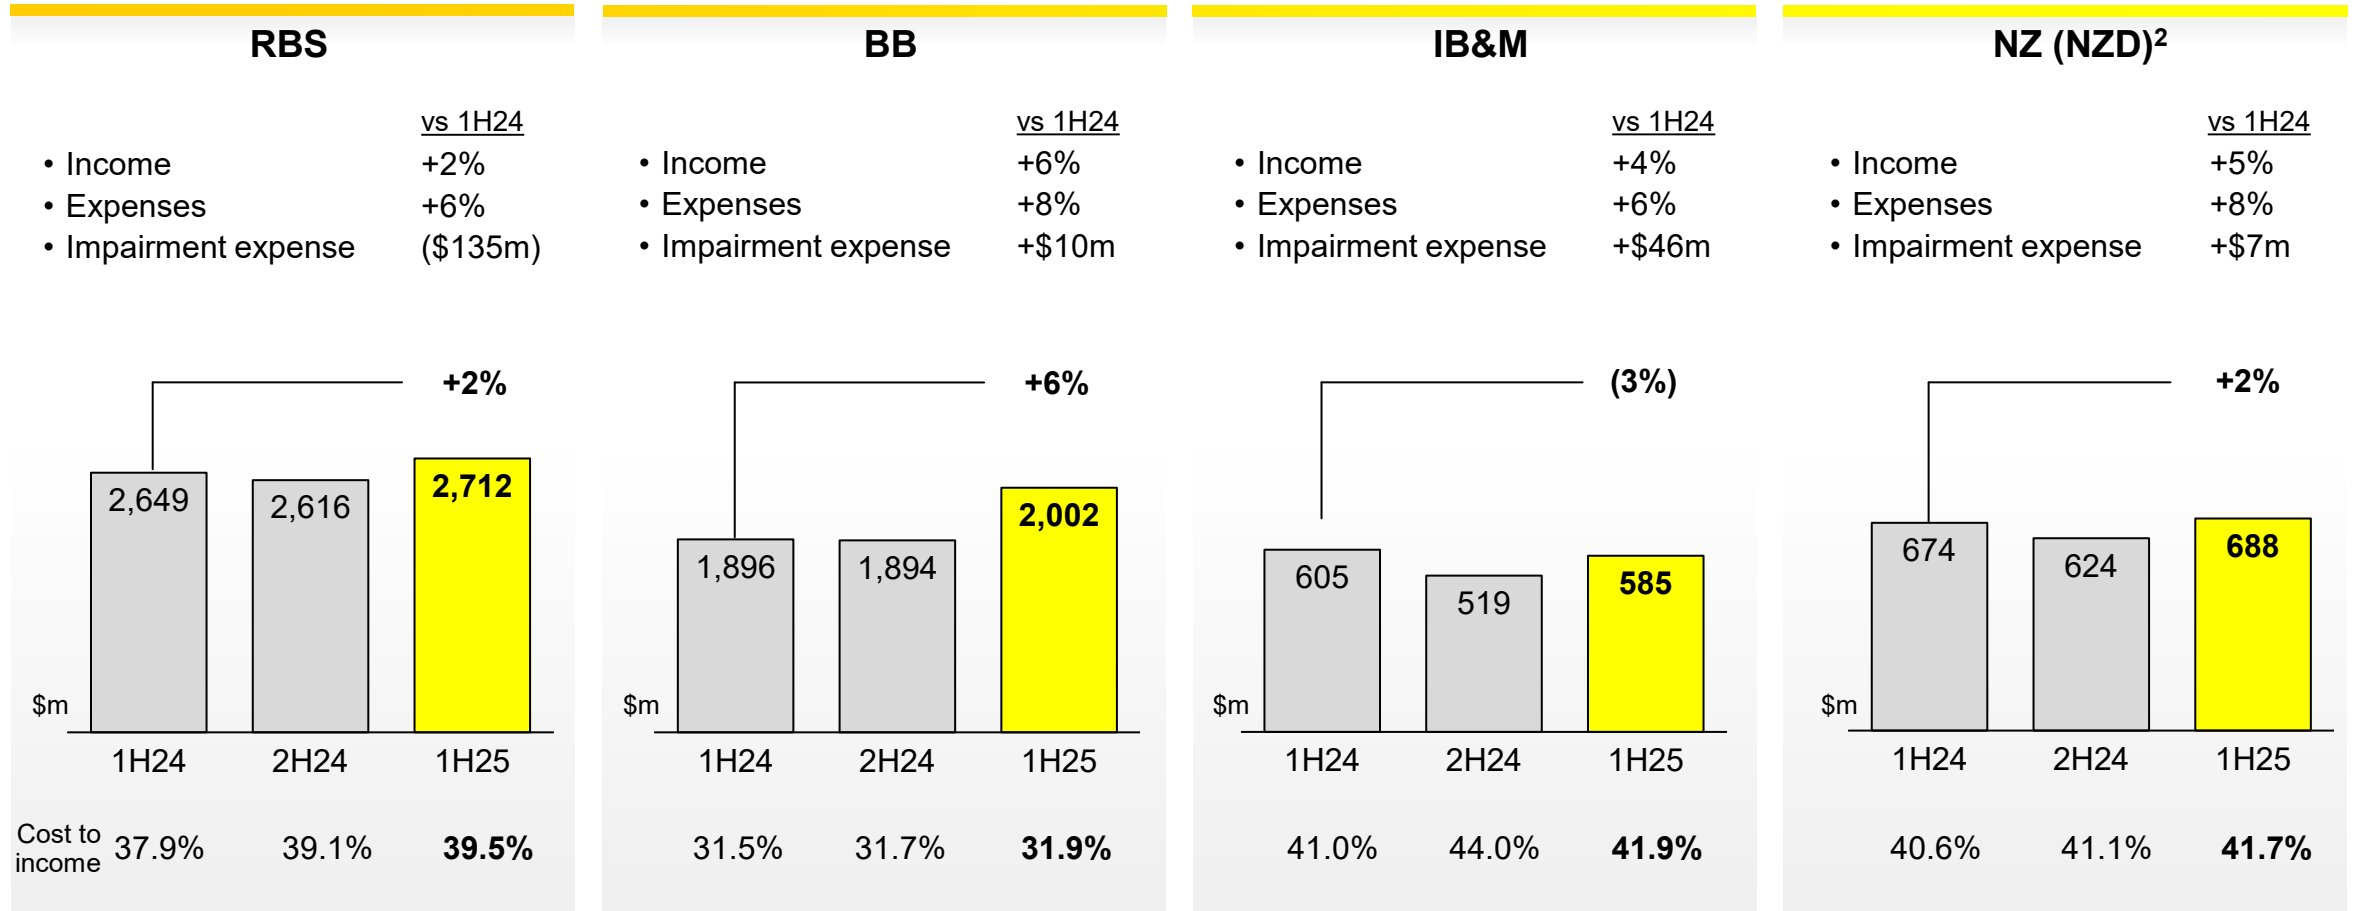 RBS
vs 1H24
• Income +2%
• Expenses +6%
• Impairment expense ($135m)
+2%
2,649 2,616 2,712
$m
1H24 2H24 1H25
Cost to
income 37.9% 39.1% 39.5%
BB
vs 1H24
• Income +6%
• Expenses +8%
• Impairment expense +$10m
+6%
1,896 1,894 2,002
$m
1H24 2H24 1H25
31.5% 31.7% 31.9%
IB&M
vs 1H24
• Income +4%
• Expenses +6%
• Impairment expense +$46m
(3%)
605 519 585
$m
1H24 2H24 1H25
41.0% 44.0% 41.9%
NZ (NZD)²
vs 1H24
• Income +5%
• Expenses +8%
• Impairment expense +$7m
+2%
674 624 688
$m
1H24 2H24 1H25
40.6% 41.1% 41.7%